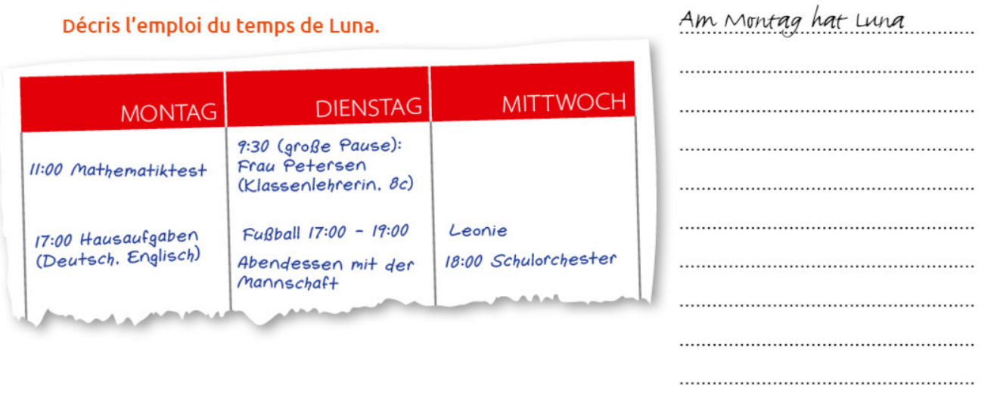 Décris l'emploi du temps de Luna.
Am Montag hat Luna
MONTAG
11:00 Mathematiktest
17:00 Hausaufgaben
(Deutsch, Englisch)
DIENSTAG
9:30 (große Pause):
Frau Petersen
(Klassenlehrerin, 8c)
Fußball 17:00 – 19:00
Abendessen mit der
Mannschaft
MITTWOCH
Leonie
18:00 Schulorchester